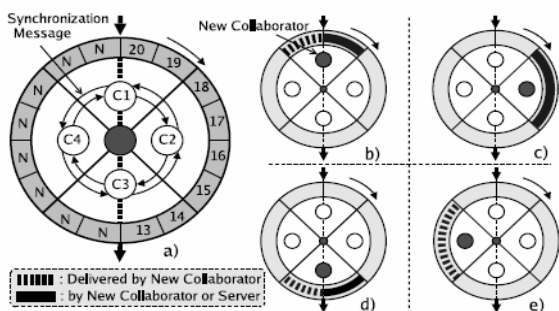 Synchronization
Message
New Collaborator
N N 20 19
N 18
N 17
N 16
N 15
N N 13 14
C1
C4 C2
C3
a)
b)
c)
d)
e)
: Delivered by New Collaborator
: by New Collaborator or Server